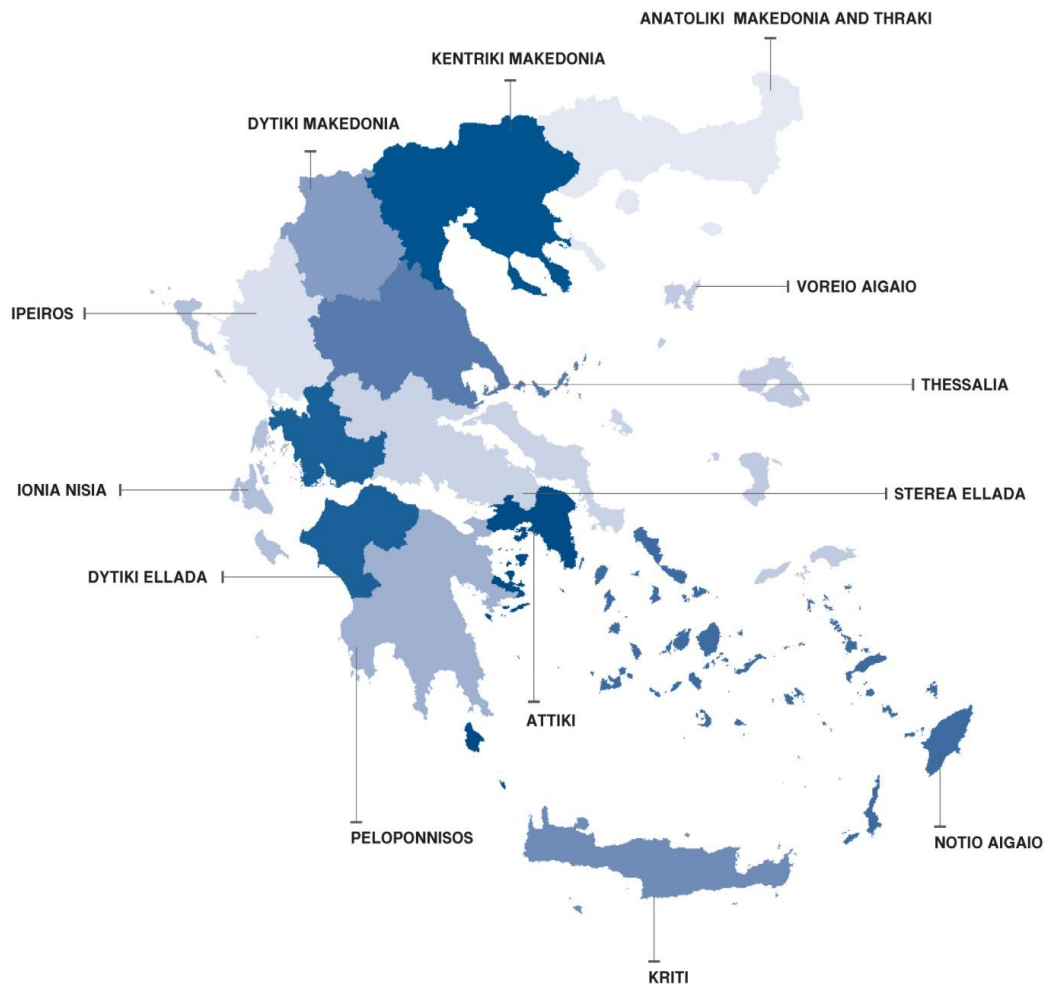 ANATOLIKI MAKEDONIA AND THRAKI
KENTRIKI MAKEDONIA
DYTIKI MAKEDONIA
VOREIO AIGAIO
IPEIROS
THESSALIA
IONIA NISIA
STEREA ELLADA
DYTIKI ELLADA
ATTIKI
PELOPONNISOS
NOTIO AIGAIO
KRITI